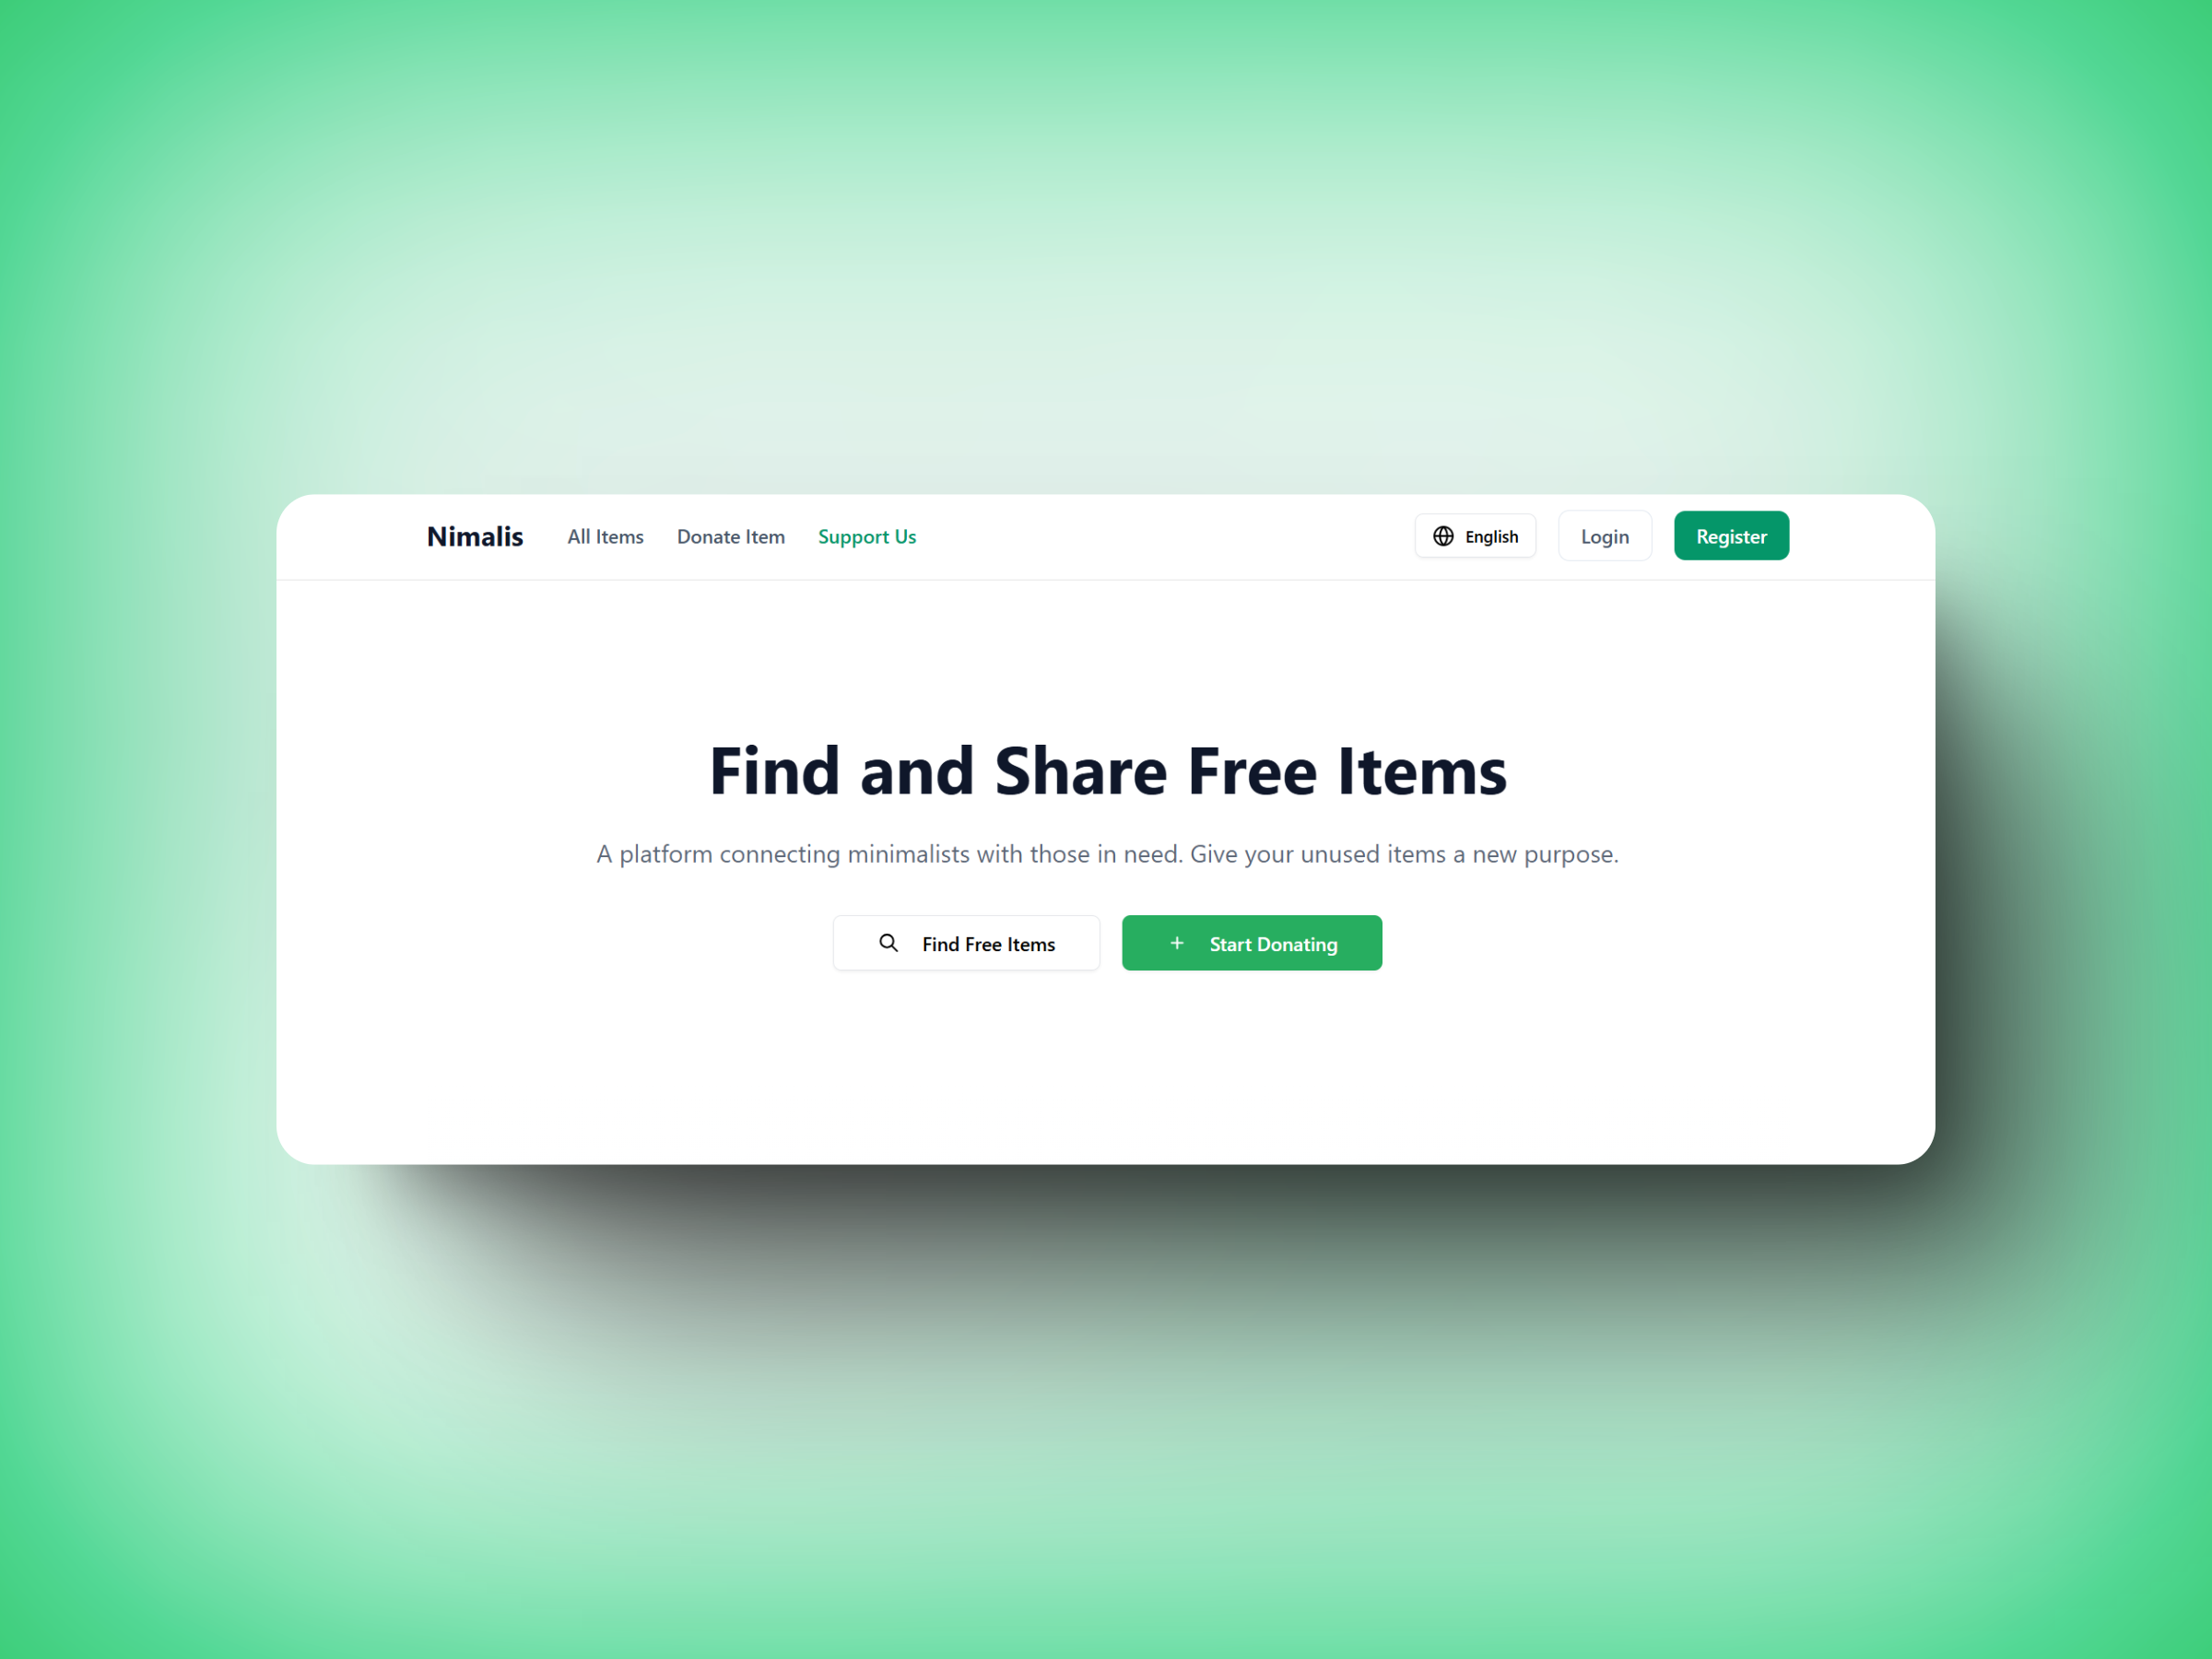 Nimalis All Items Donate Item Support Us English Login Register
Find and Share Free Items
A platform connecting minimalists with those in need. Give your unused items a new purpose.
Find Free Items + Start Donating